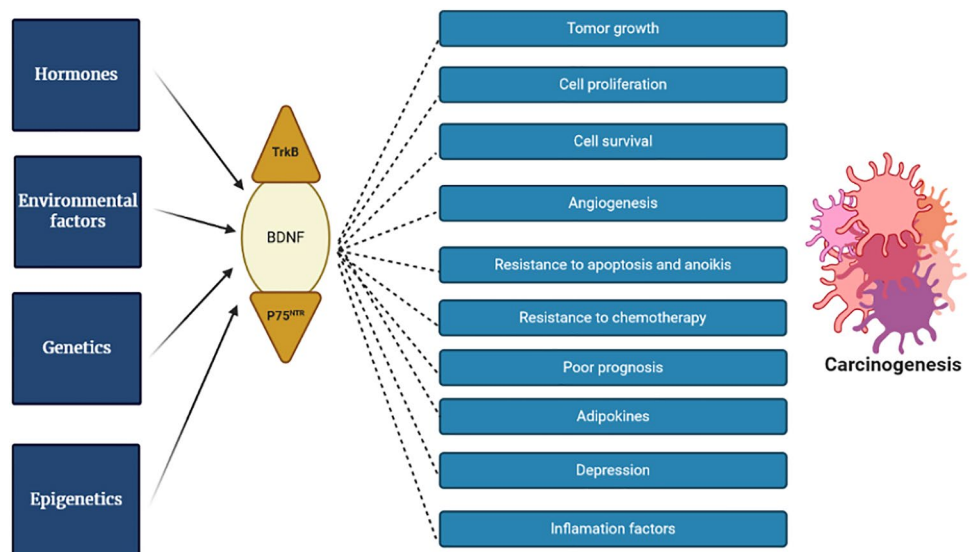 Hormones
Environmental
factors
Genetics
Epigenetics
TrkB
BDNF
P75NTR
Tomor growth
Cell proliferation
Cell survival
Angiogenesis
Resistance to apoptosis and anoikis
Resistance to chemotherapy
Poor prognosis
Adipokines
Depression
Inflamation factors
Carcinogenesis